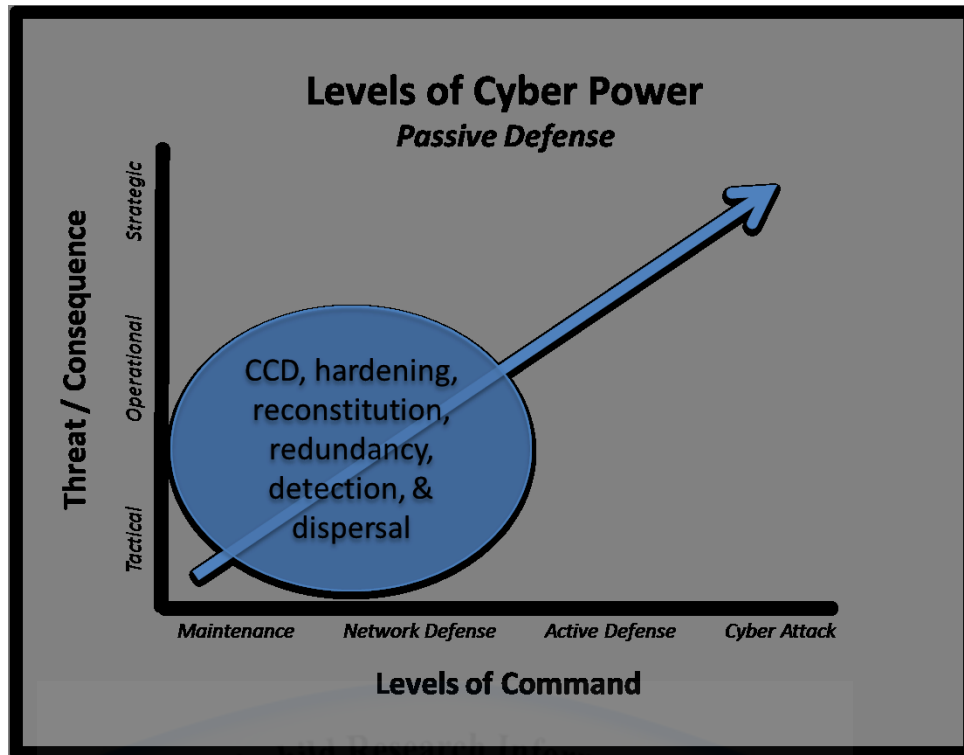 Levels of Cyber Power
Passive Defense
Threat / Consequence
Strategic
Operational
Tactical
CCD, hardening,
reconstitution,
redundancy,
detection, &
dispersal
Maintenance
Network Defense
Active Defense
Cyber Attack
Levels of Command
Research